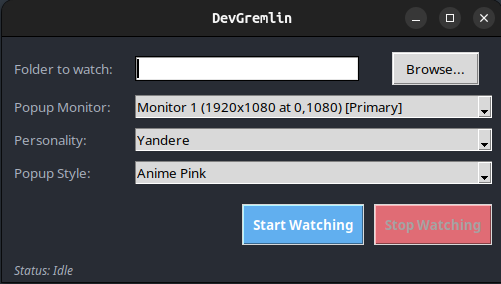 DevGremlin
Folder to watch: Browse...
Popup Monitor: Monitor 1 (1920x1080 at 0,1080) [Primary]
Personality: Yandere
Popup Style: Anime Pink
Start Watching Stop Watching
Status: Idle